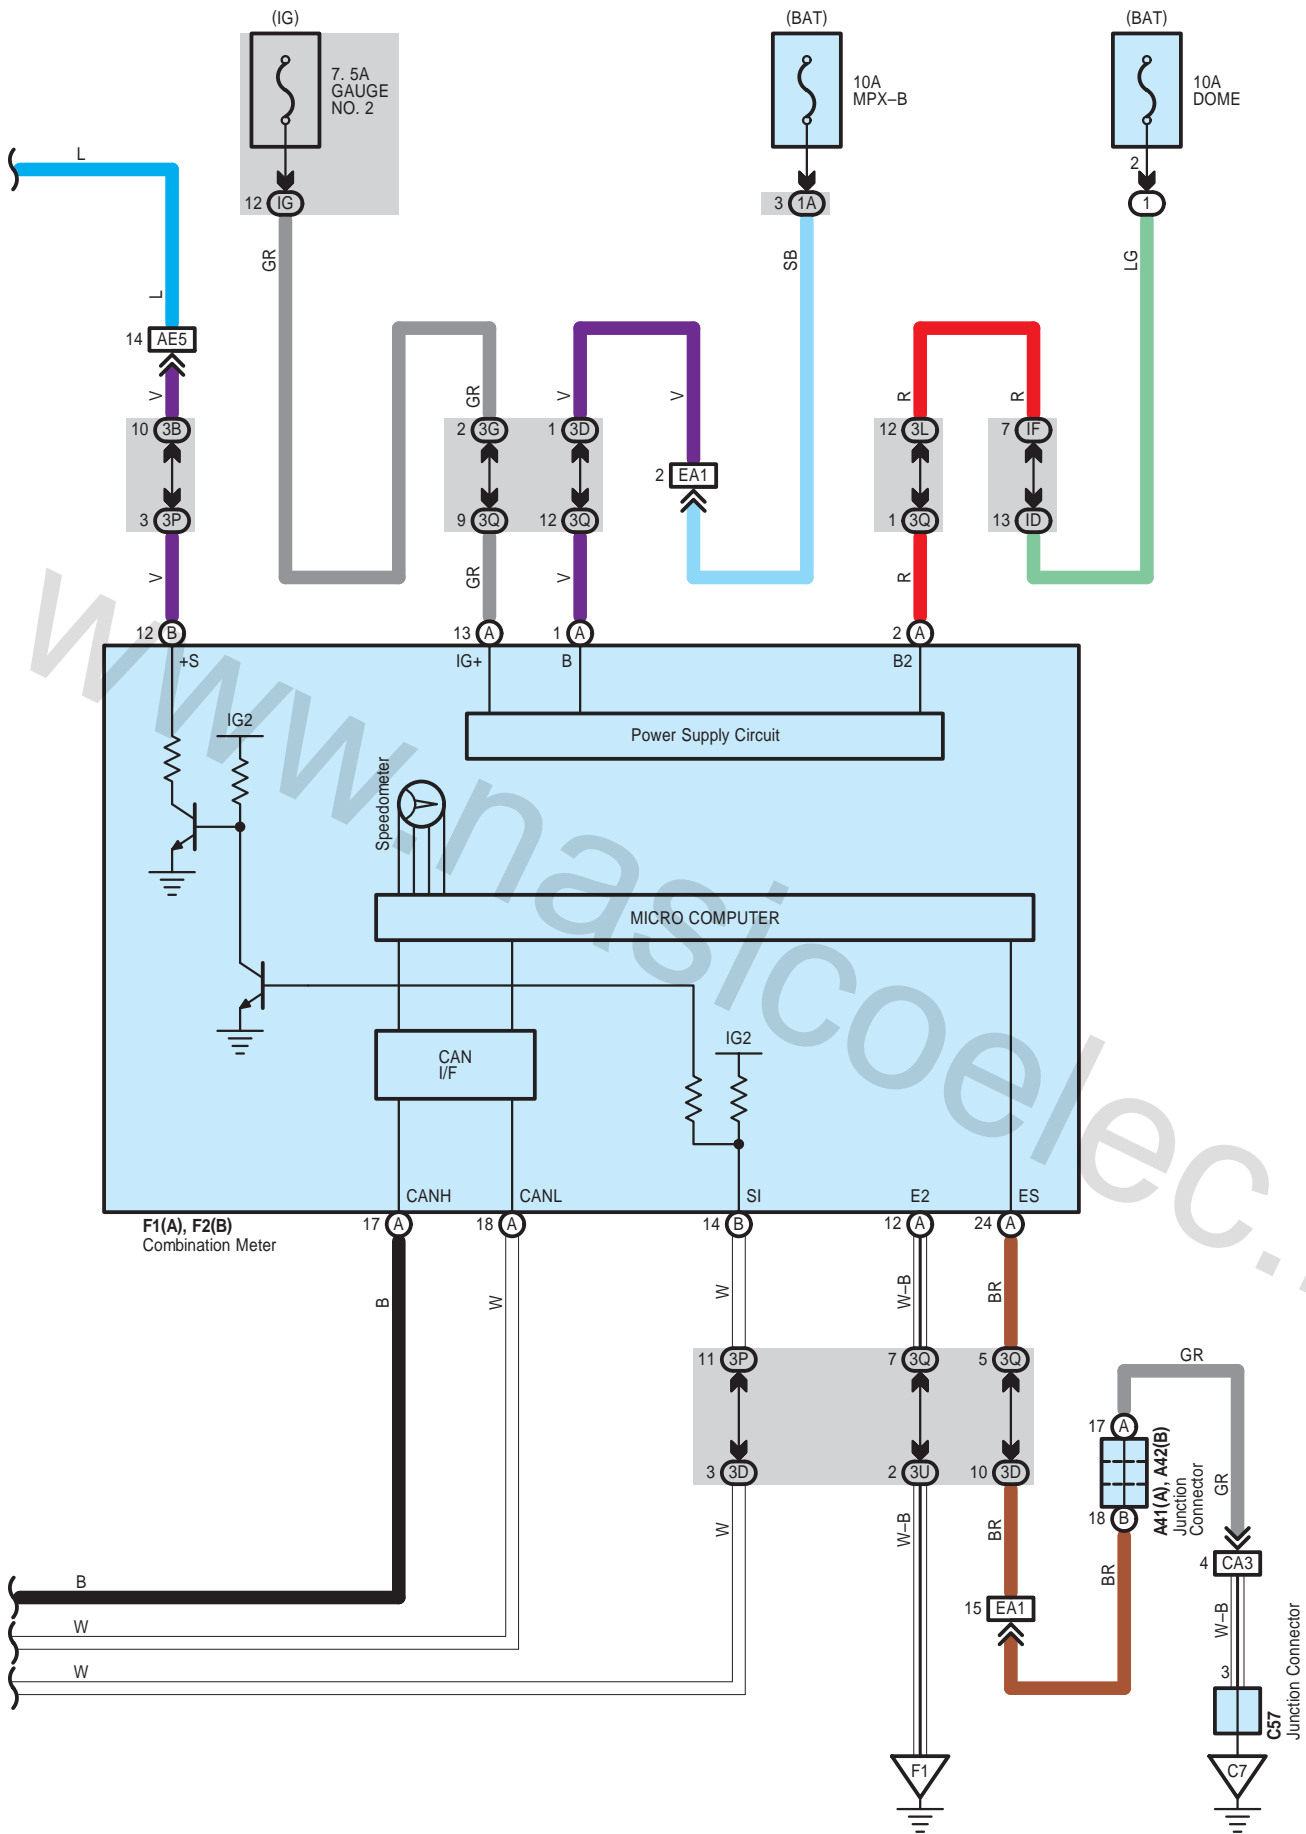 (IG)
(BAT)
(BAT)
7. 5A
GAUGE
NO. 2
10A
MPX–B
10A
DOME
L
2
12 IG
3 1A
1
GR
SB
LG
L
14 AE5
V
GR
V
V
R
R
10 3B
2 3G
1 3D
12 3L
7 IF
2 EA1
3 3P
9 3Q
12 3Q
1 3Q
13 ID
V
GR
V
R
12 B
13 A
1 A
2 A
+S
IG+
B
B2
IG2
Power Supply Circuit
Speedometer
MICRO COMPUTER
IG2
CAN
I/F
CANH
CANL
SI
E2
ES
F1(A), F2(B)
Combination Meter
17 A
18 A
14 B
12 A
24 A
B
W
W
W–B
BR
11 3P
7 3Q
5 3Q
GR
17 A
A41(A), A42(B)
Junction
Connector
3 3D
2 3U
10 3D
GR
18 B
W
W–B
BR
BR
4 CA3
B
15 EA1
W–B
W
W
3
C57
Junction Connector
F1
C7
www.nasicoelec.